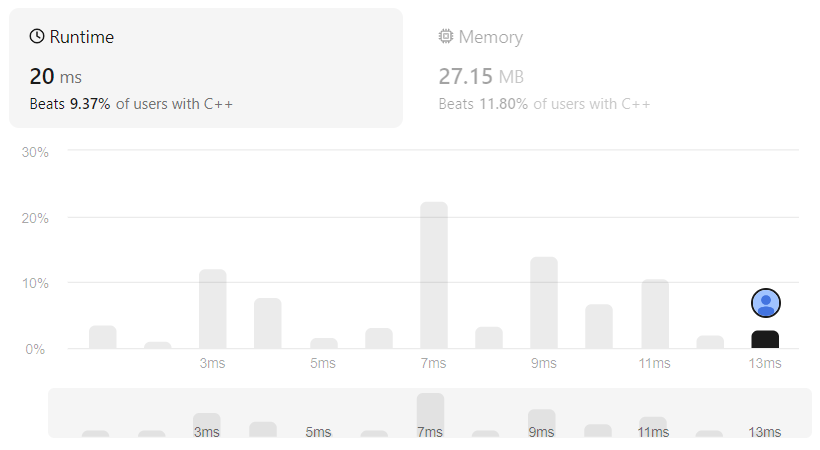 Runtime
20 ms
Beats 9.37% of users with C++
Memory
27.15 MB
Beats 11.80% of users with C++
30%
20%
10%
0%
3ms 5ms 7ms 9ms 11ms 13ms
3ms 5ms 7ms 9ms 11ms 13ms